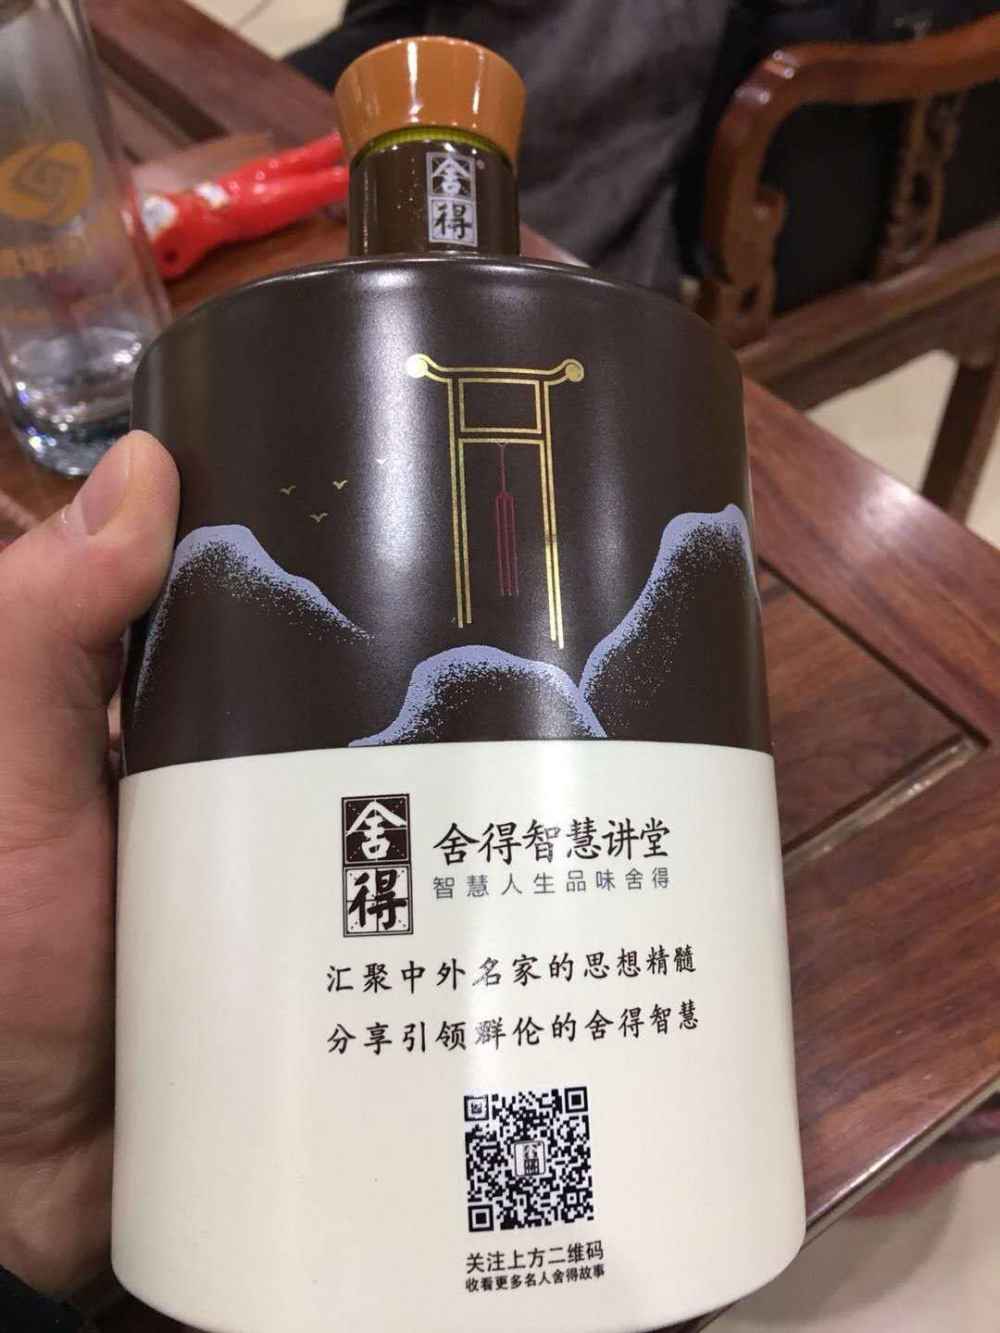 舍得
舍得
舍得智慧讲堂
智慧人生品味舍得
汇聚中外名家的思想精髓
分享引领群伦的舍得智慧
舍得
关注上方二维码
收看更多名人舍得故事